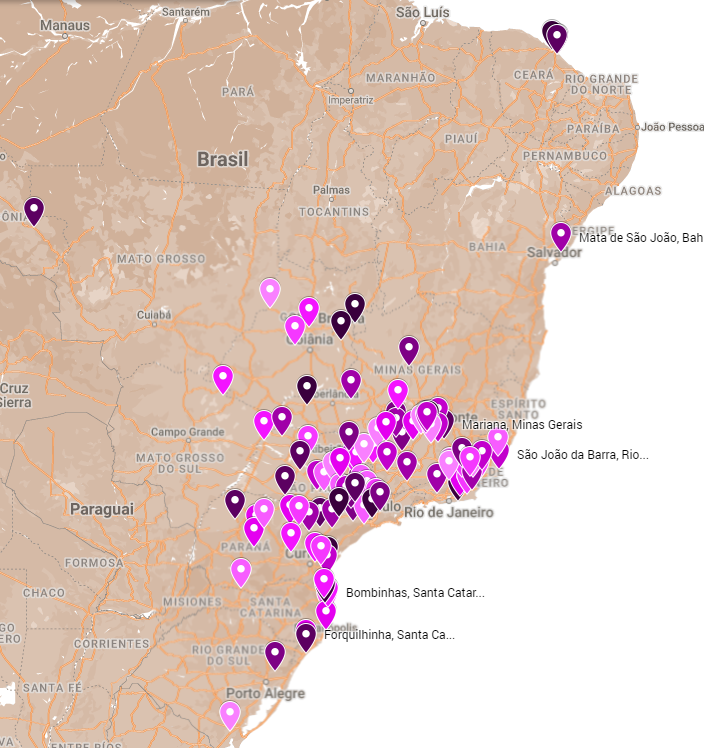 Manaus
Santarém
São Luís
CEARÁ
RIO GRANDE
DO NORTE
MARANHÃO
PARÁ
Imperatriz
PARAÍBA
João Pessoa
PIAUÍ
PERNAMBUCO
Brasil
Palmas
TOCANTINS
ALAGOAS
ERGIPE
Mata de São João, Bah
BAHIA
Salvador
MATO GROSSO
Cuiabá
Goiânia
MINAS GERAIS
Cruz
Sierra
ESPÍRITO
SANTO
Mariana, Minas Gerais
Campo Grande
MATO GROSSO
DO SUL
São João da Barra, Rio...
Paraguai
Rio de Janeiro
PARANÁ
FORMOSA
CHACO
MISIONES
SANTA
CATARINA
Bombinhas, Santa Catar...
CORRIENTES
Forquilhinha, Santa Ca...
RIO GRANDE
DO SUL
SANTA FÉ
Porto Alegre
ENTRE RÍOS